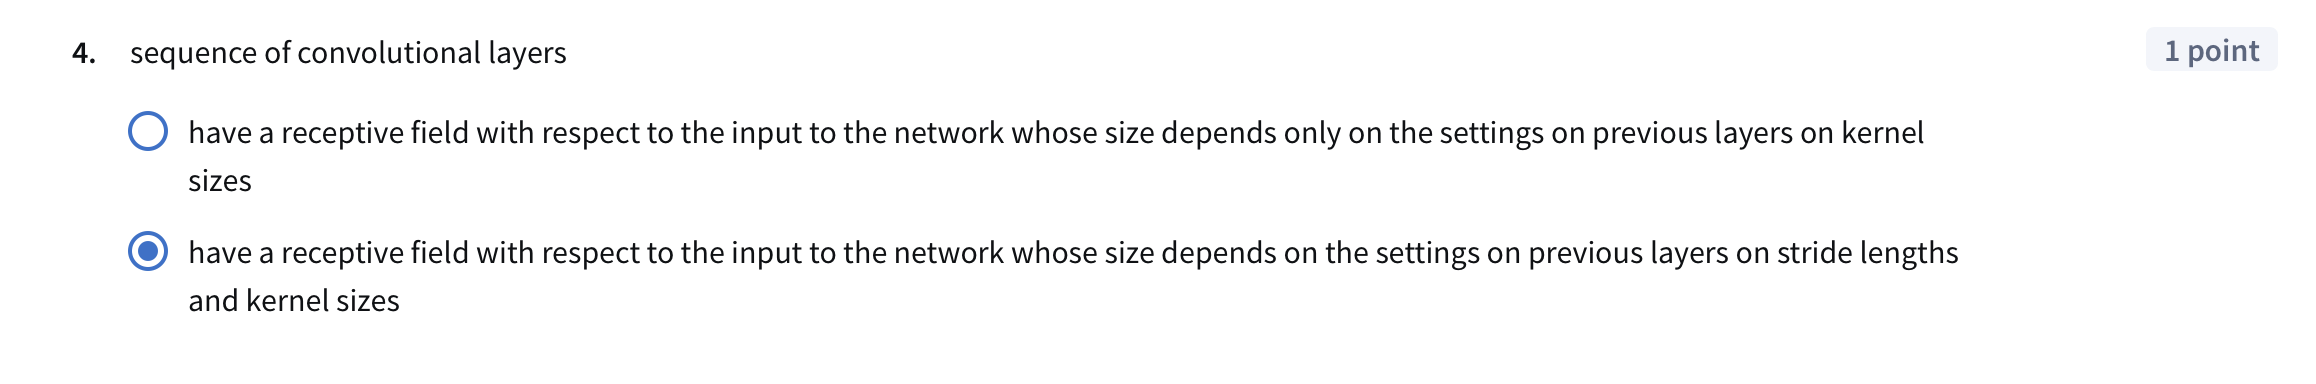 4. sequence of convolutional layers 1 point
have a receptive field with respect to the input to the network whose size depends only on the settings on previous layers on kernel
sizes
have a receptive field with respect to the input to the network whose size depends on the settings on previous layers on stride lengths
and kernel sizes